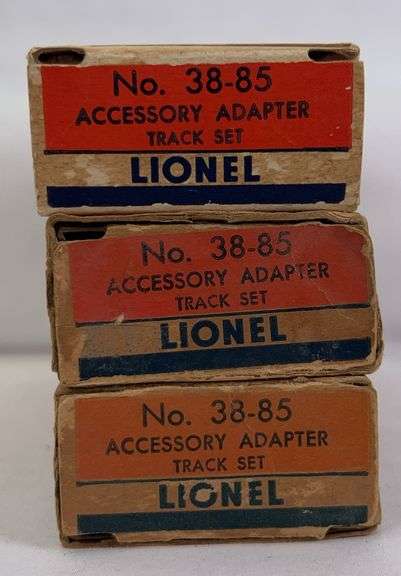 No. 38-85
ACCESSORY ADAPTER
TRACK SET
LIONEL
No. 38-85
ACCESSORY ADAPTER
TRACK SET
LIONEL
No. 38-85
ACCESSORY ADAPTER
TRACK SET
LIONEL